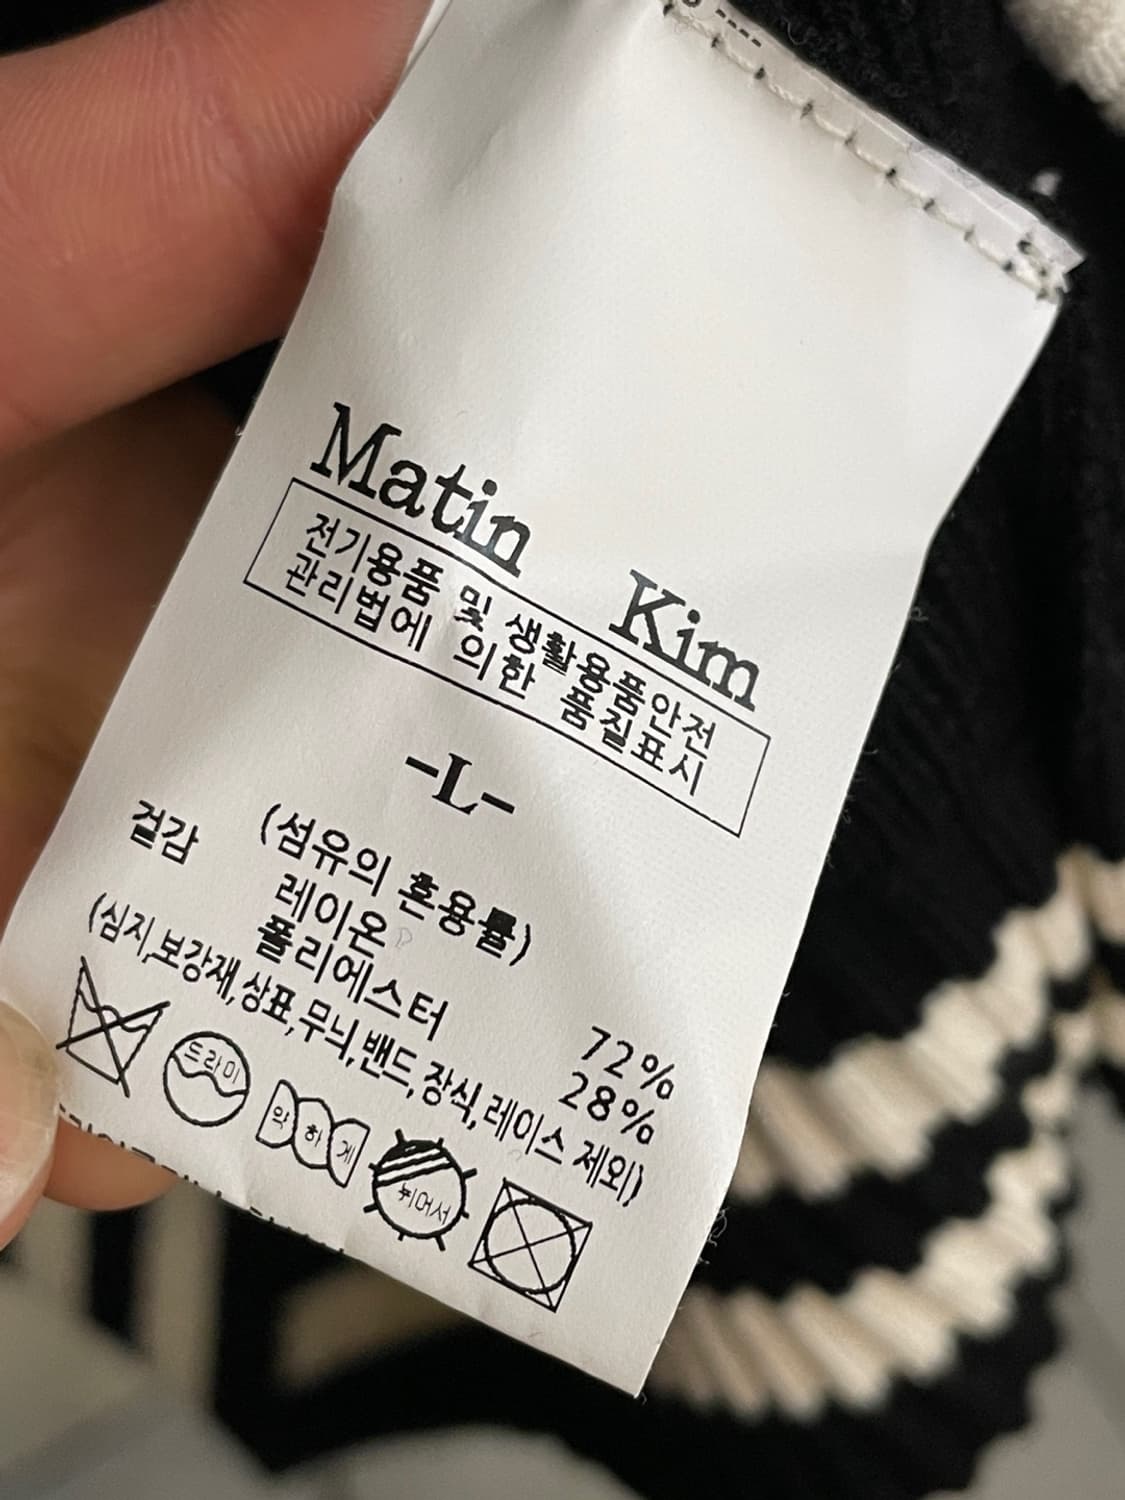 Matin Kim
전기용품 및 생활용품안전
관리법에 의한 품질표시
-L-
(섬유의 혼용률)
겉감 레이온 72%
폴리에스터 28%
(심지,보강재,상표,무늬,밴드,장식,레이스 제외)
드라이
약하게
뉘어서